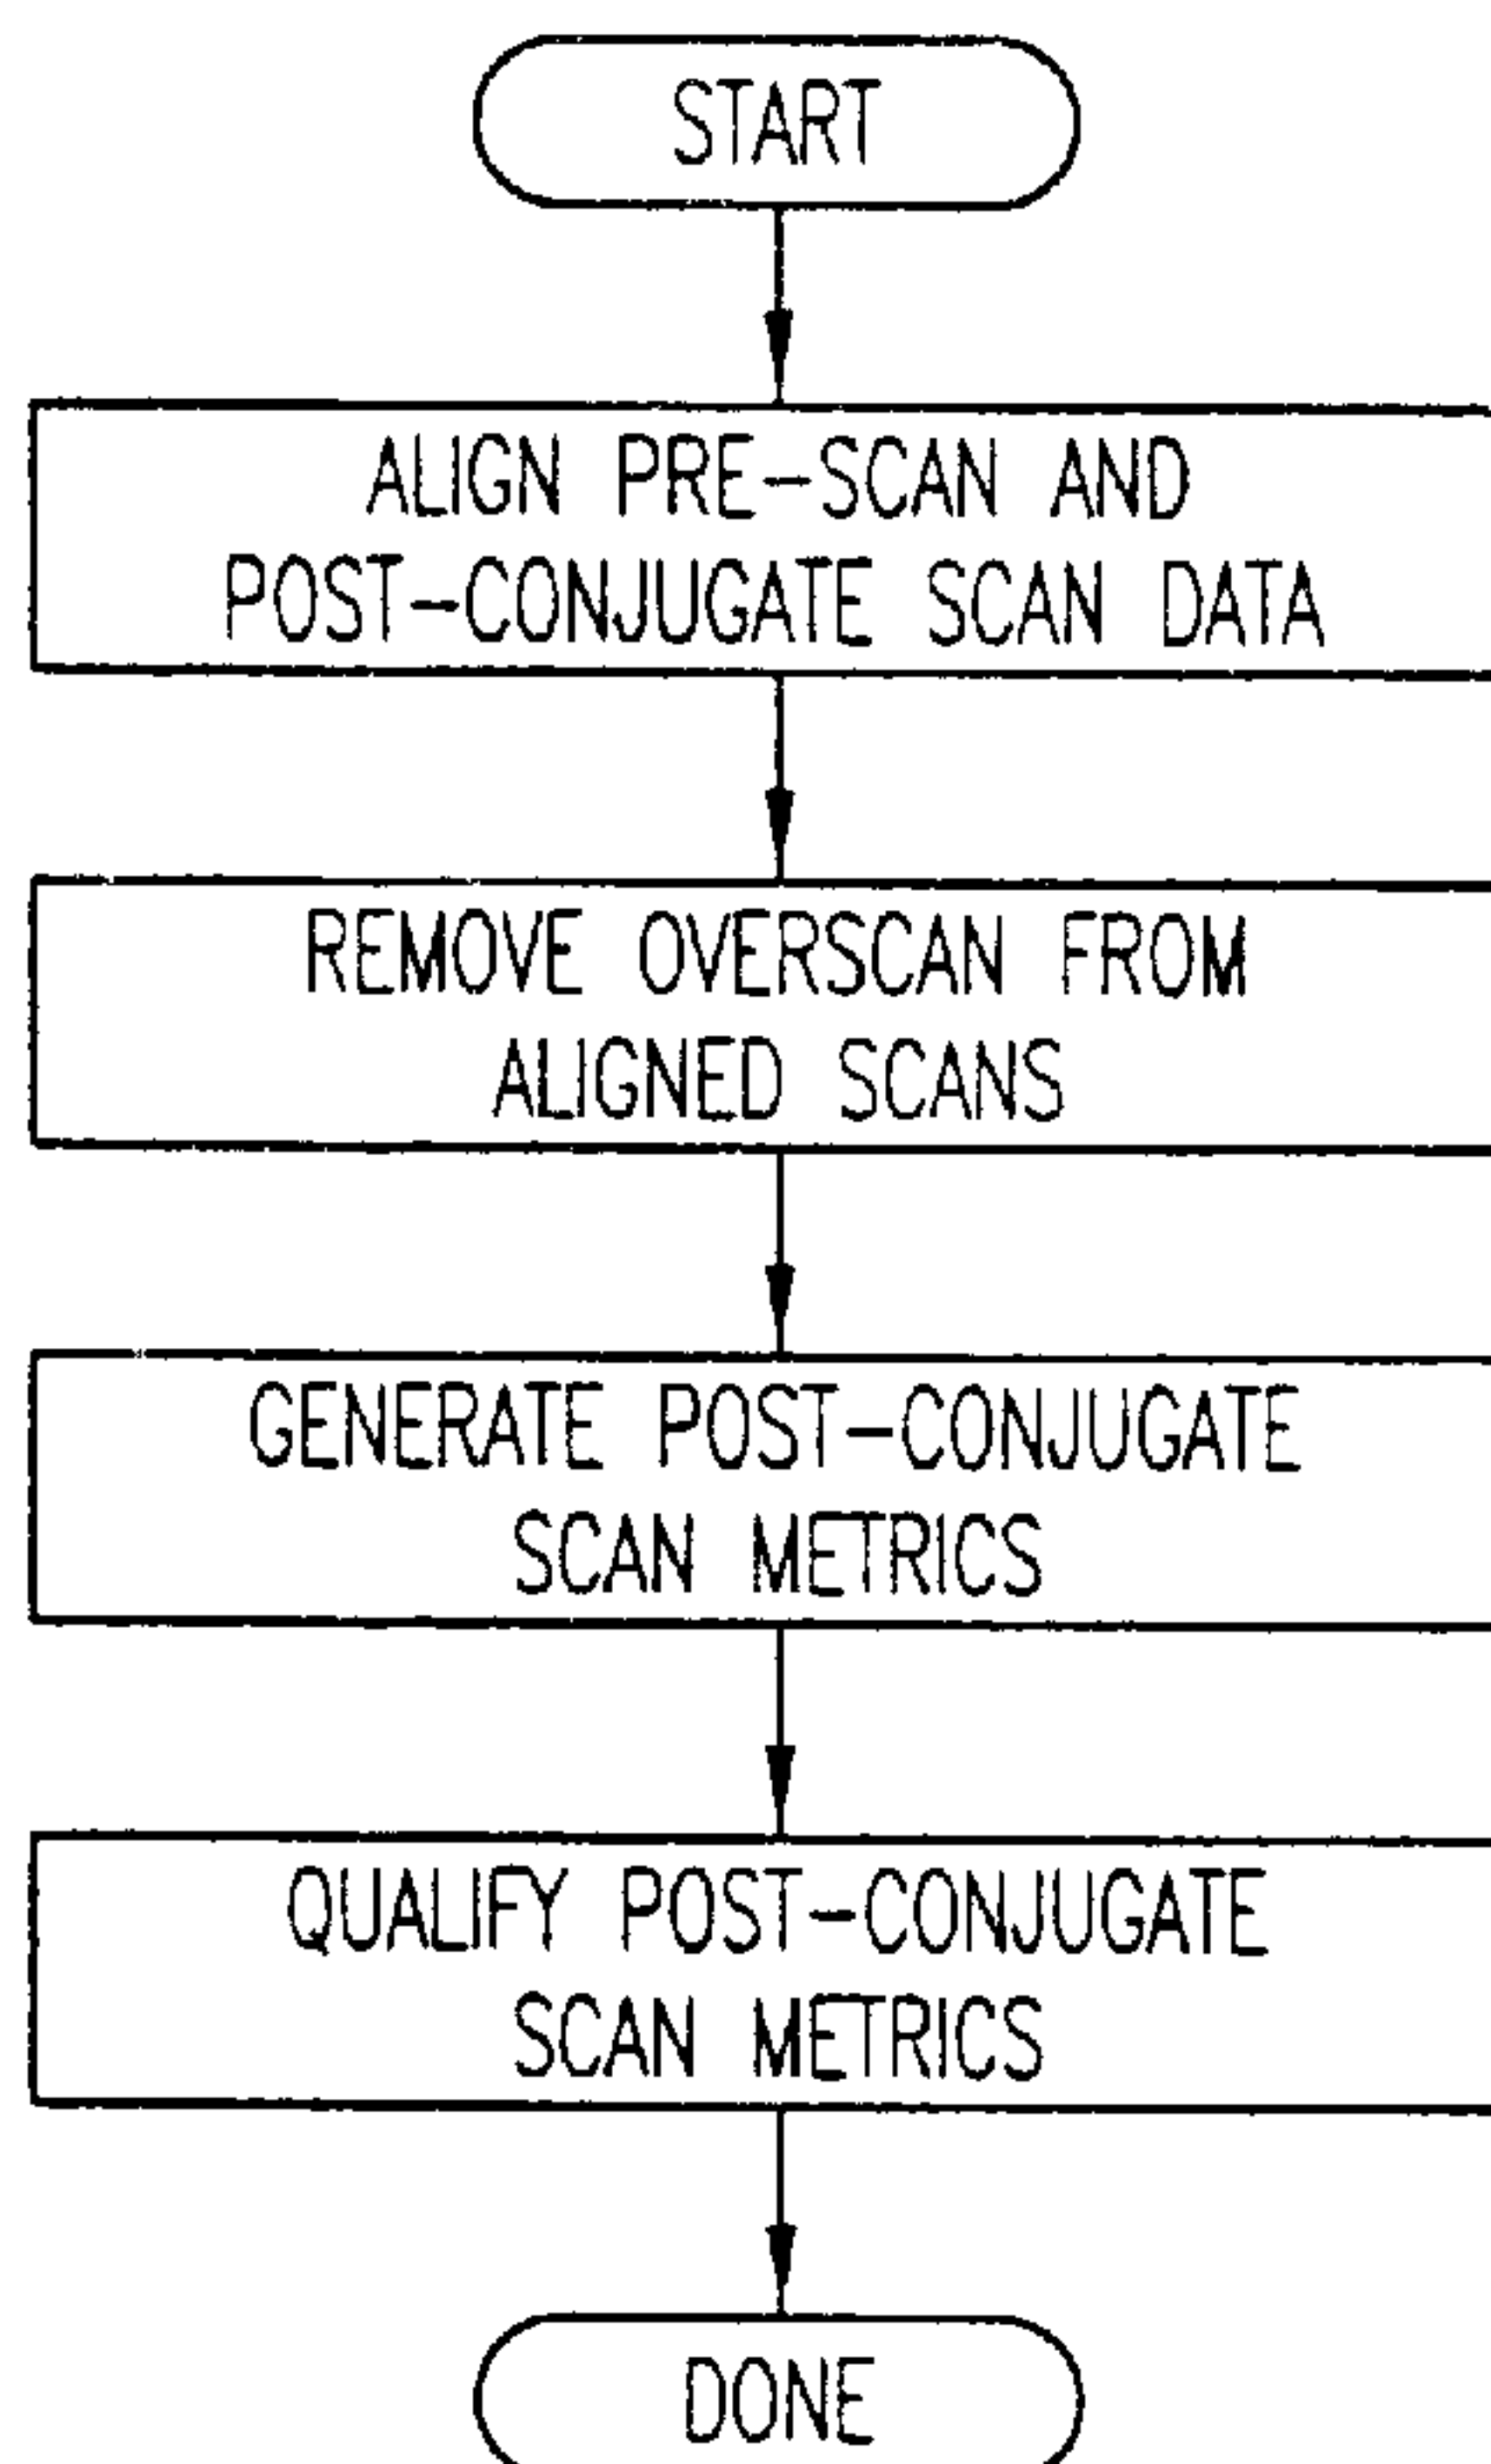 START
ALIGN PRE-SCAN AND
POST-CONJUGATE SCAN DATA
REMOVE OVERSCAN FROM
ALIGNED SCANS
GENERATE POST-CONJUGATE
SCAN METRICS
QUALIFY POST-CONJUGATE
SCAN METRICS
DONE